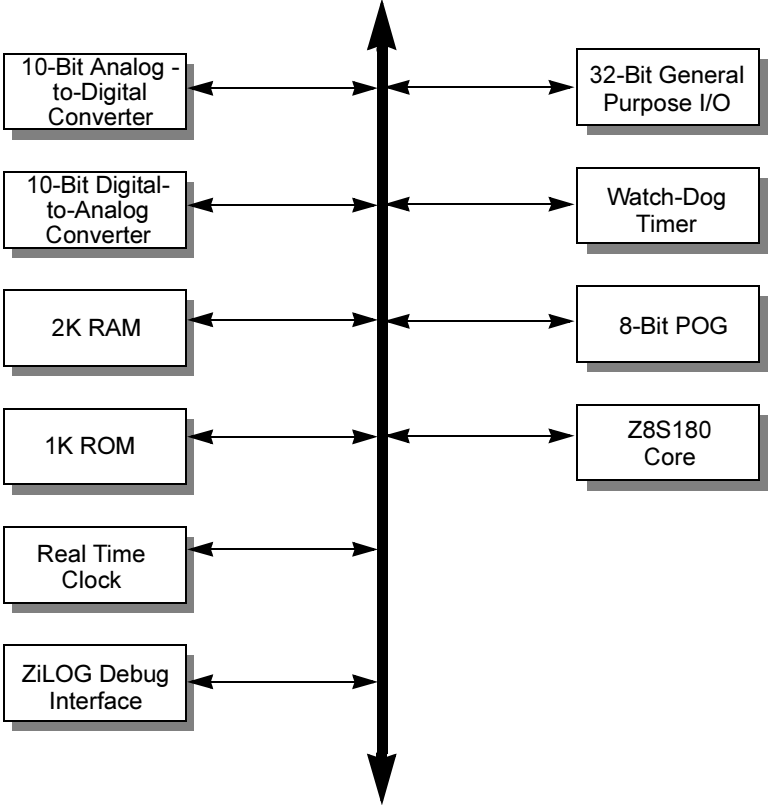 10-Bit Analog -
to-Digital
Converter
10-Bit Digital-
to-Analog
Converter
2K RAM
1K ROM
Real Time
Clock
ZiLOG Debug
Interface
32-Bit General
Purpose I/O
Watch-Dog
Timer
8-Bit POG
Z8S180
Core